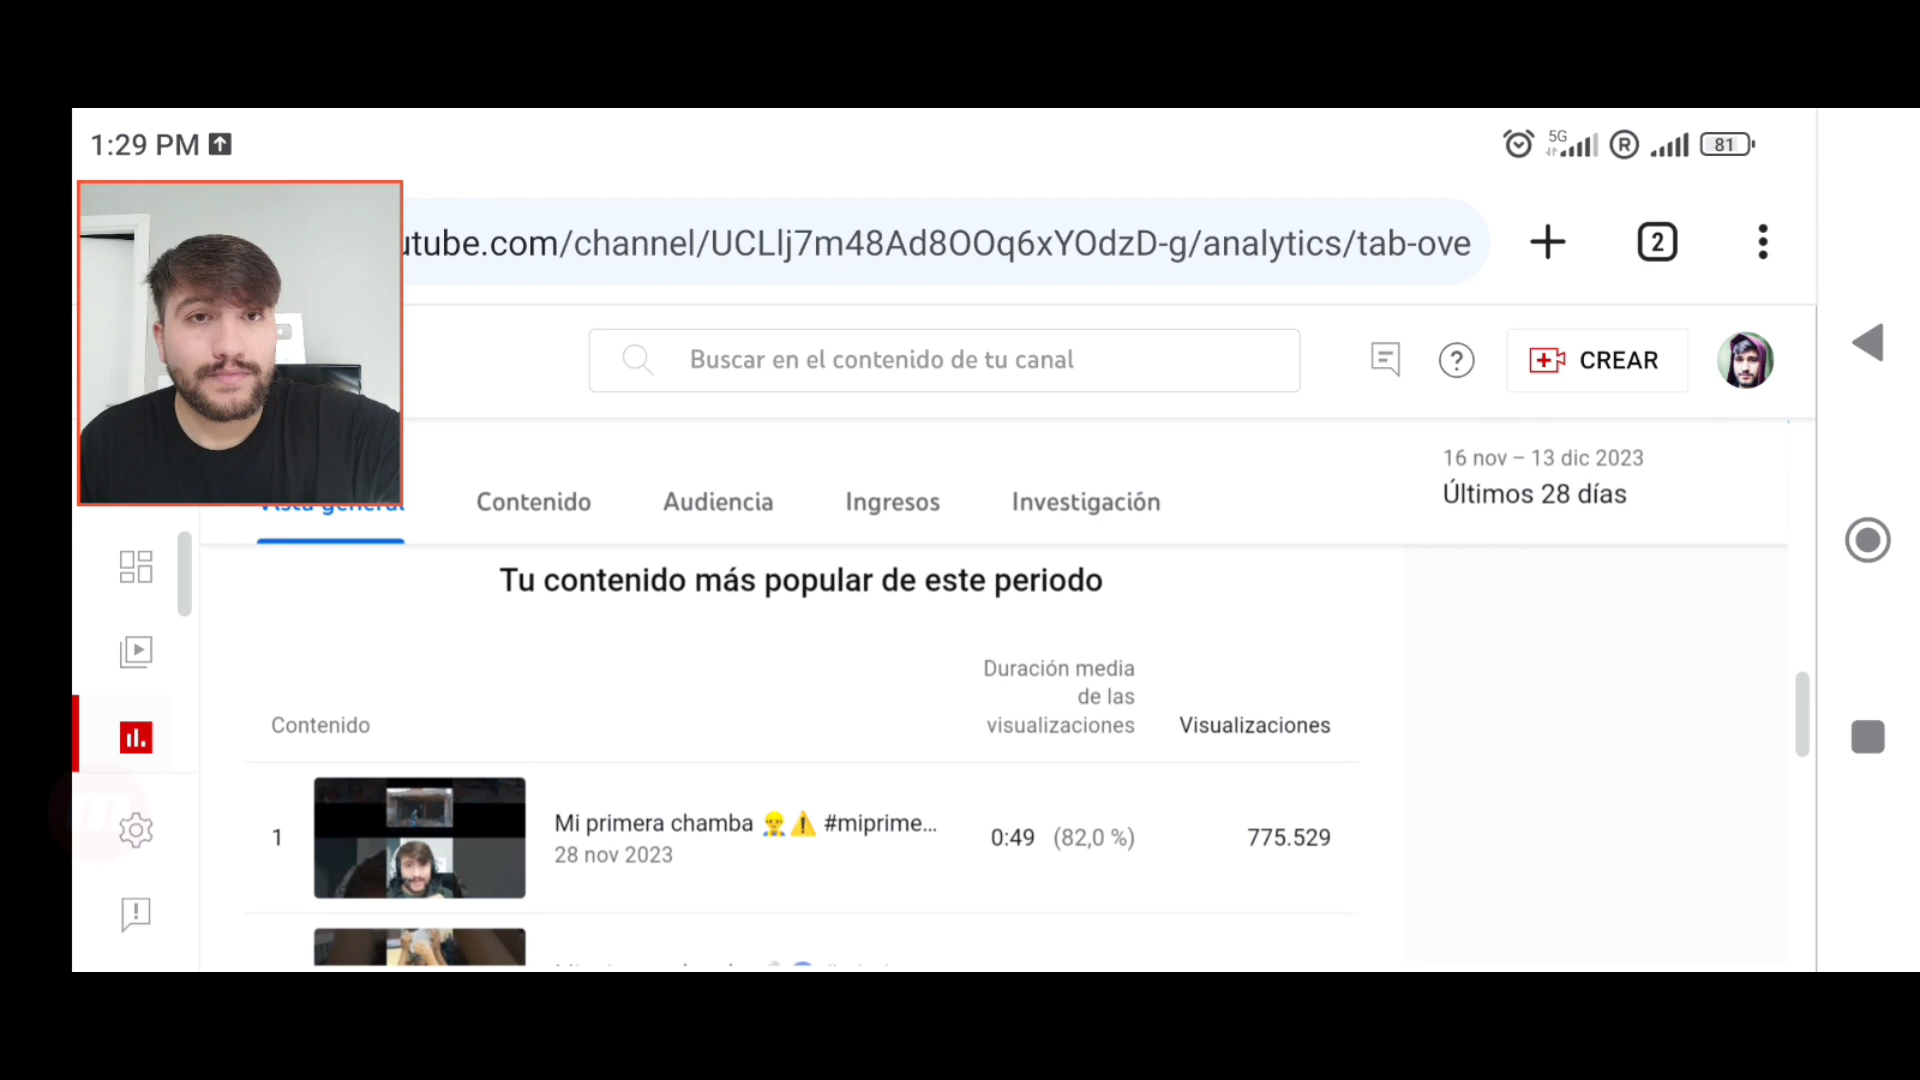 1:29 PM
5G
R
81
utube.com/channel/UCLlj7m48Ad8OOq6xYOdzD-g/analytics/tab-ove
2
Buscar en el contenido de tu canal
CREAR
16 nov – 13 dic 2023
Últimos 28 días
Vista general
Contenido
Audiencia
Ingresos
Investigación
Tu contenido más popular de este periodo
Contenido
Duración media
de las
visualizaciones
Visualizaciones
1
Mi primera chamba 👷⚠️ #miprime...
28 nov 2023
0:49 (82,0 %)
775.529